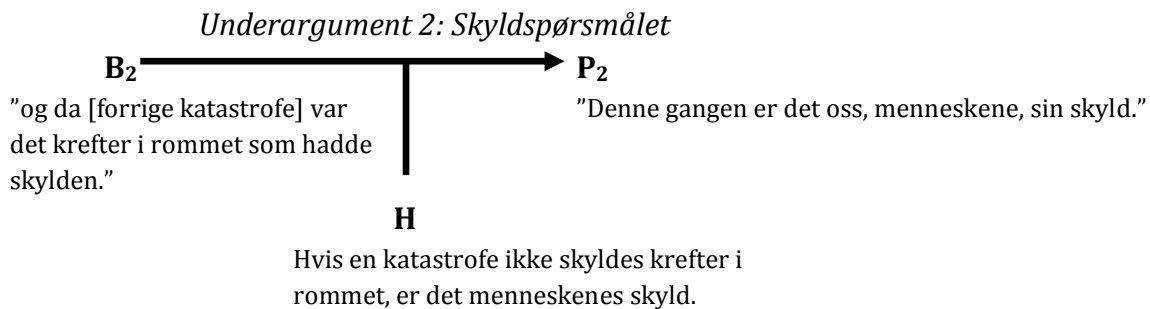 Underargument 2: Skyldspørsmålet
B₂
P₂
”og da [forrige katastrofe] var
det krefter i rommet som hadde
skylden.”
”Denne gangen er det oss, menneskene, sin skyld.”
H
Hvis en katastrofe ikke skyldes krefter i
rommet, er det menneskenes skyld.